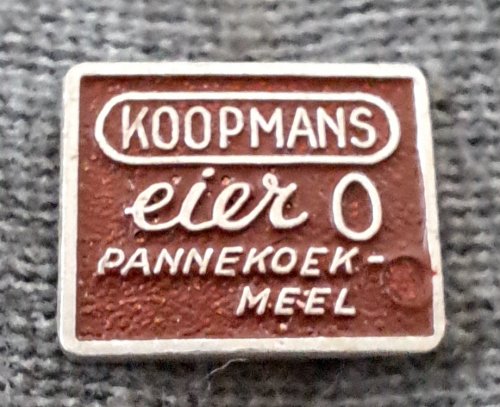 KOOPMANS
eier O
PANNEKOEK-
MEEL